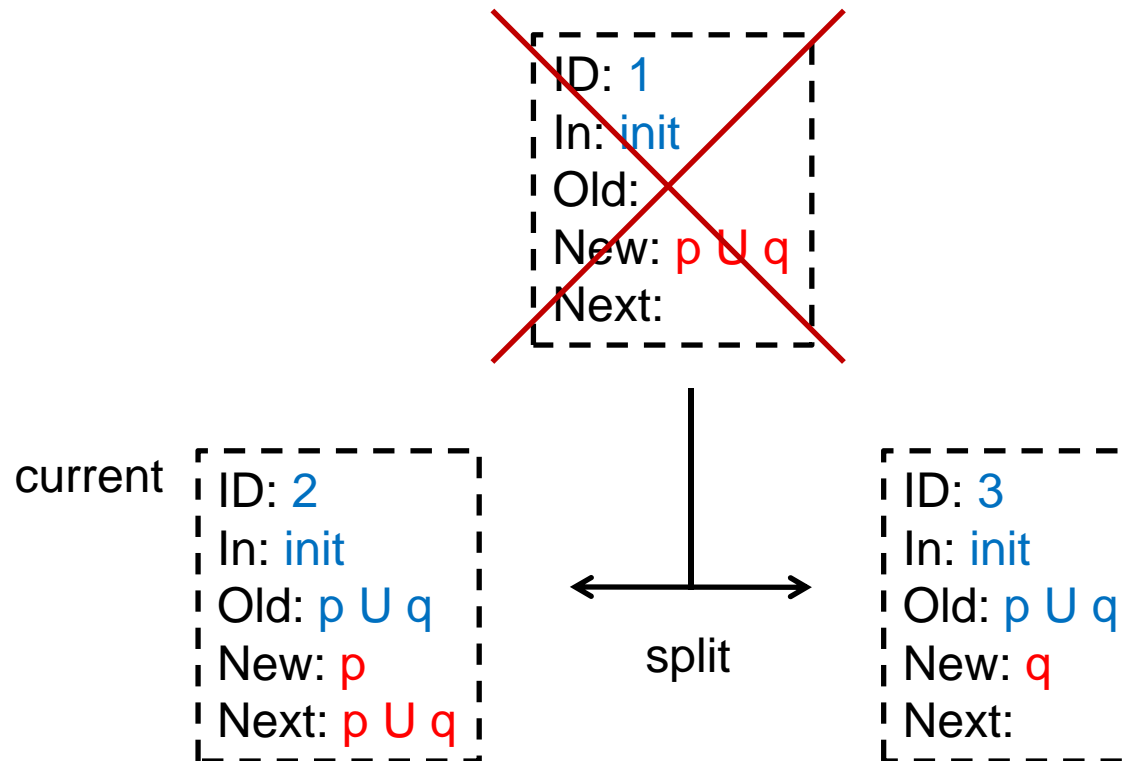 ID: 1
In: init
Old:
New: p U q
Next:
current
ID: 2
In: init
Old: p U q
New: p
Next: p U q
split
ID: 3
In: init
Old: p U q
New: q
Next: